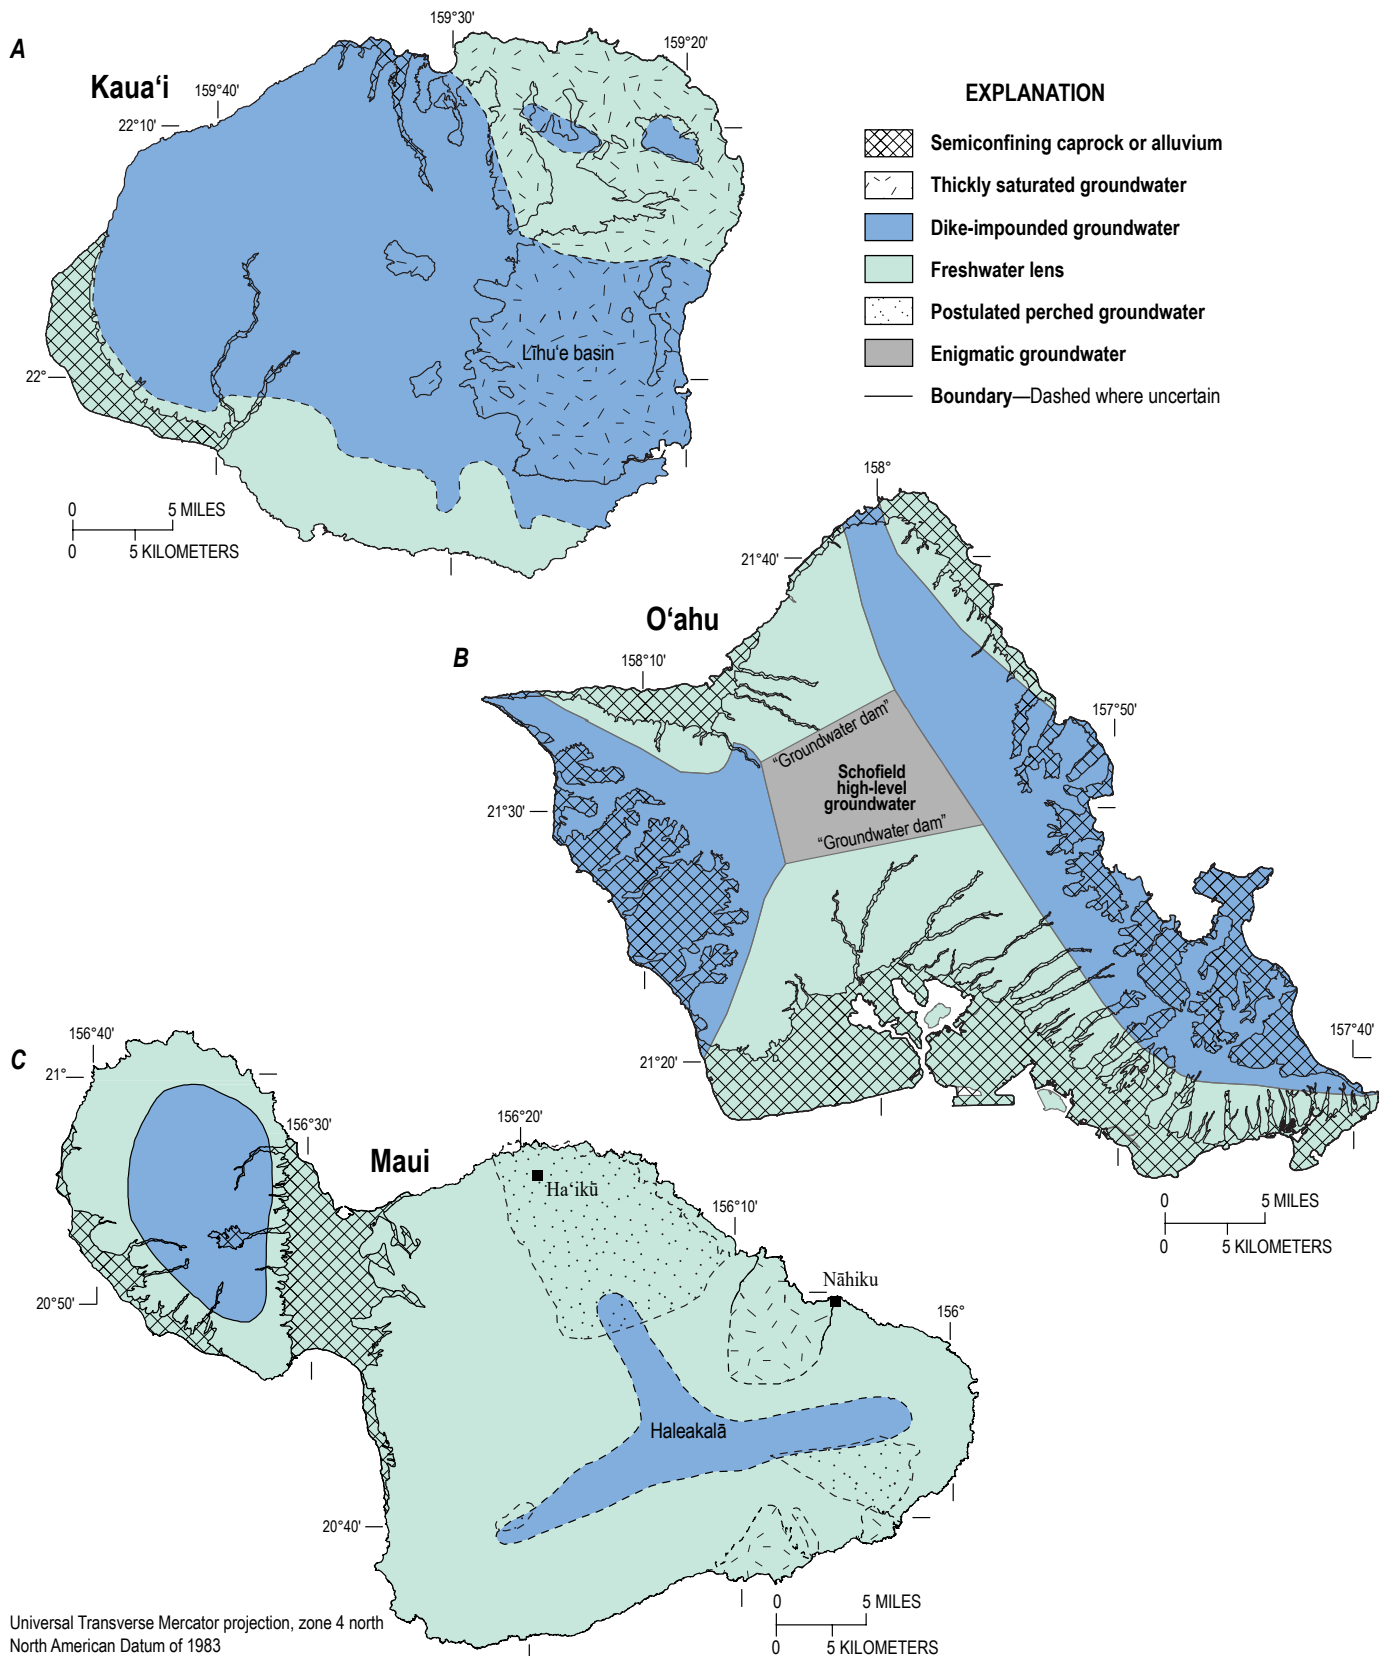 A
Kauaʻi
159°40'
159°30'
159°20'
22°10'
22°
Līhuʻe basin
0 5 MILES
0 5 KILOMETERS
EXPLANATION
Semiconfining caprock or alluvium
Thickly saturated groundwater
Dike-impounded groundwater
Freshwater lens
Postulated perched groundwater
Enigmatic groundwater
Boundary—Dashed where uncertain
B
Oʻahu
158°
21°40'
158°10'
157°50'
21°30'
“Groundwater dam”
Schofield
high-level
groundwater
“Groundwater dam”
21°20'
157°40'
0 5 MILES
0 5 KILOMETERS
C
Maui
156°40'
21°
156°30'
156°20'
Haʻikū
156°10'
Nāhiku
156°
20°50'
Haleakalā
20°40'
0 5 MILES
0 5 KILOMETERS
Universal Transverse Mercator projection, zone 4 north
North American Datum of 1983